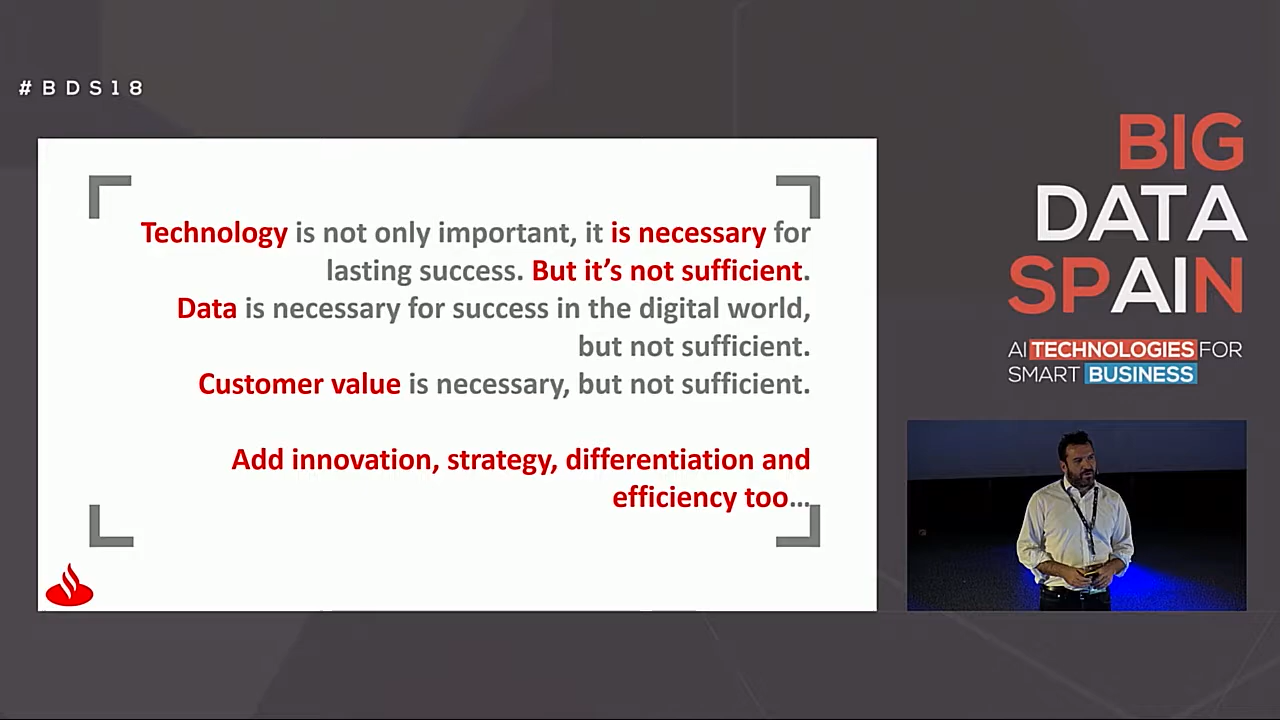 #BDS18
Technology is not only important, it is necessary for
lasting success. But it’s not sufficient.
Data is necessary for success in the digital world,
but not sufficient.
Customer value is necessary, but not sufficient.
Add innovation, strategy, differentiation and
efficiency too...
BIG
DATA
SPAIN
AI TECHNOLOGIES FOR
SMART BUSINESS